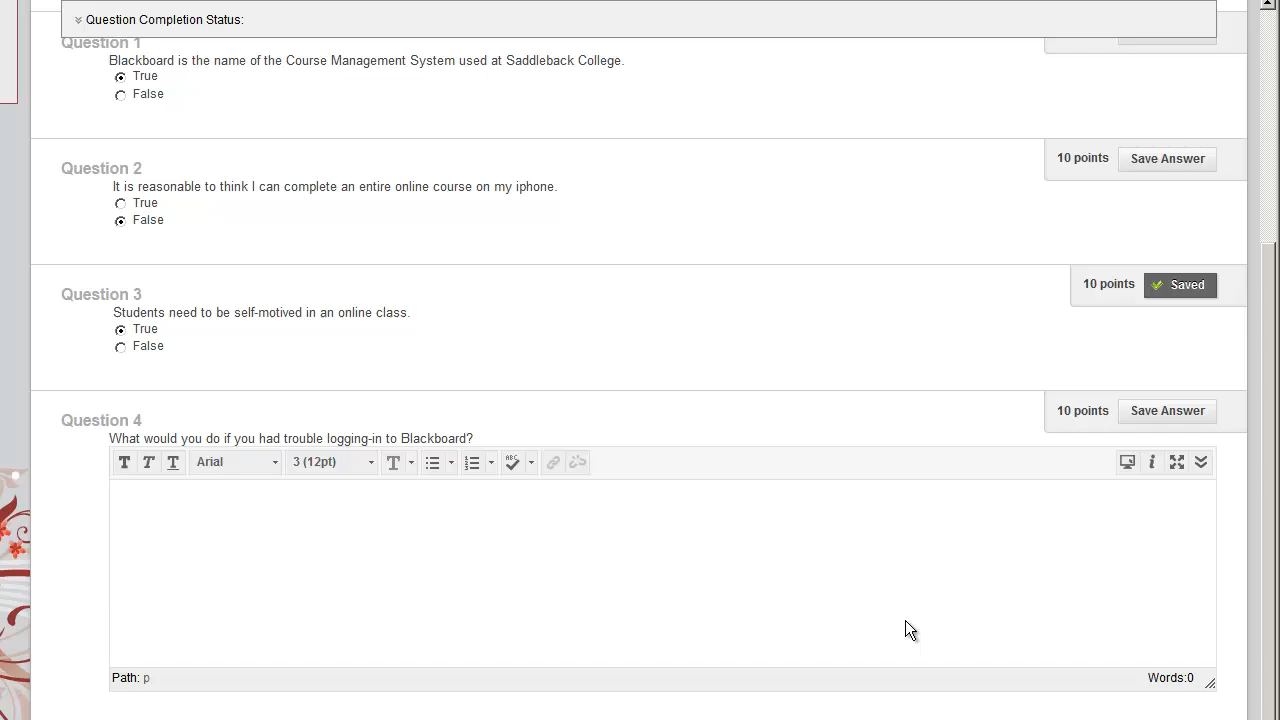 Question Completion Status:
Question 1
Blackboard is the name of the Course Management System used at Saddleback College.
True
False
Question 2
10 points Save Answer
It is reasonable to think I can complete an entire online course on my iphone.
True
False
Question 3
10 points Saved
Students need to be self-motived in an online class.
True
False
Question 4
10 points Save Answer
What would you do if you had trouble logging-in to Blackboard?
T T T Arial 3 (12pt) T ABC i
Path: p Words:0